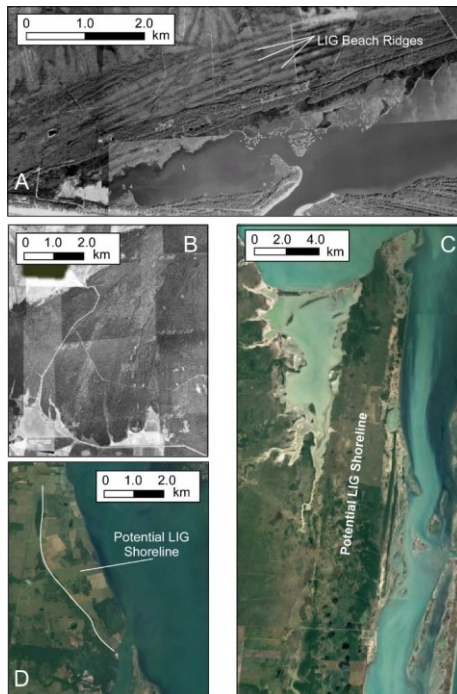 0 1.0 2.0
km
LIG Beach Ridges
A
0 1.0 2.0
km
B
0 2.0 4.0
km
C
Potential LIG Shoreline
0 1.0 2.0
km
Potential LIG
Shoreline
D